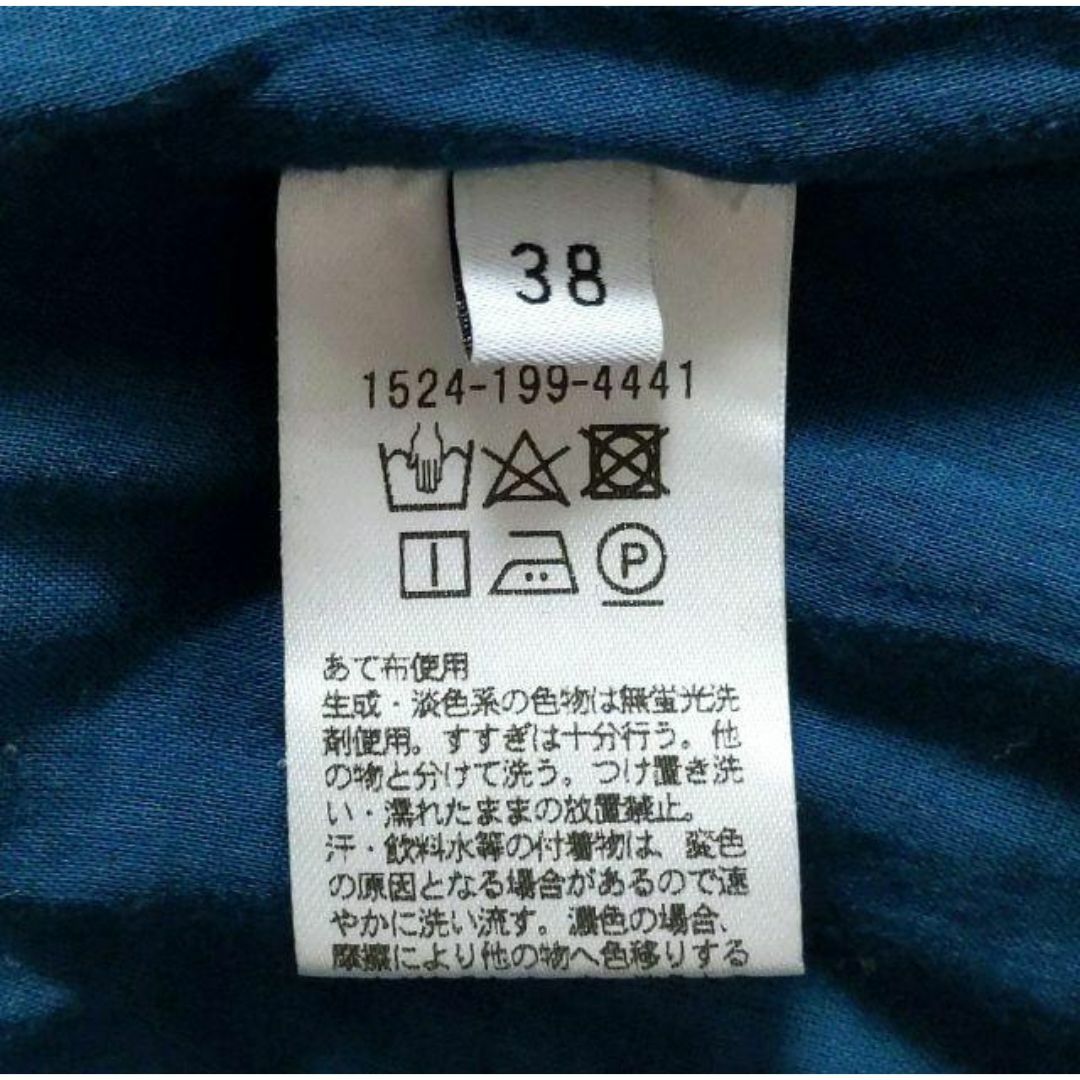 38
1524-199-4441
P
あて布使用
生成・淡色系の色物は無蛍光洗
剤使用。すすぎは十分行う。他
の物と分けて洗う。つけ置き洗
い・濡れたままの放置禁止。
汗・飲料水等の付着物は、変色
の原因となる場合があるので速
やかに洗い流す。濃色の場合、
摩擦により他の物へ色移りする